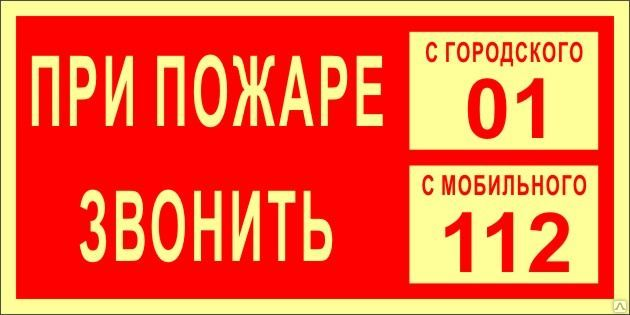 ПРИ ПОЖАРЕ
ЗВОНИТЬ
С ГОРОДСКОГО
01
С МОБИЛЬНОГО
112